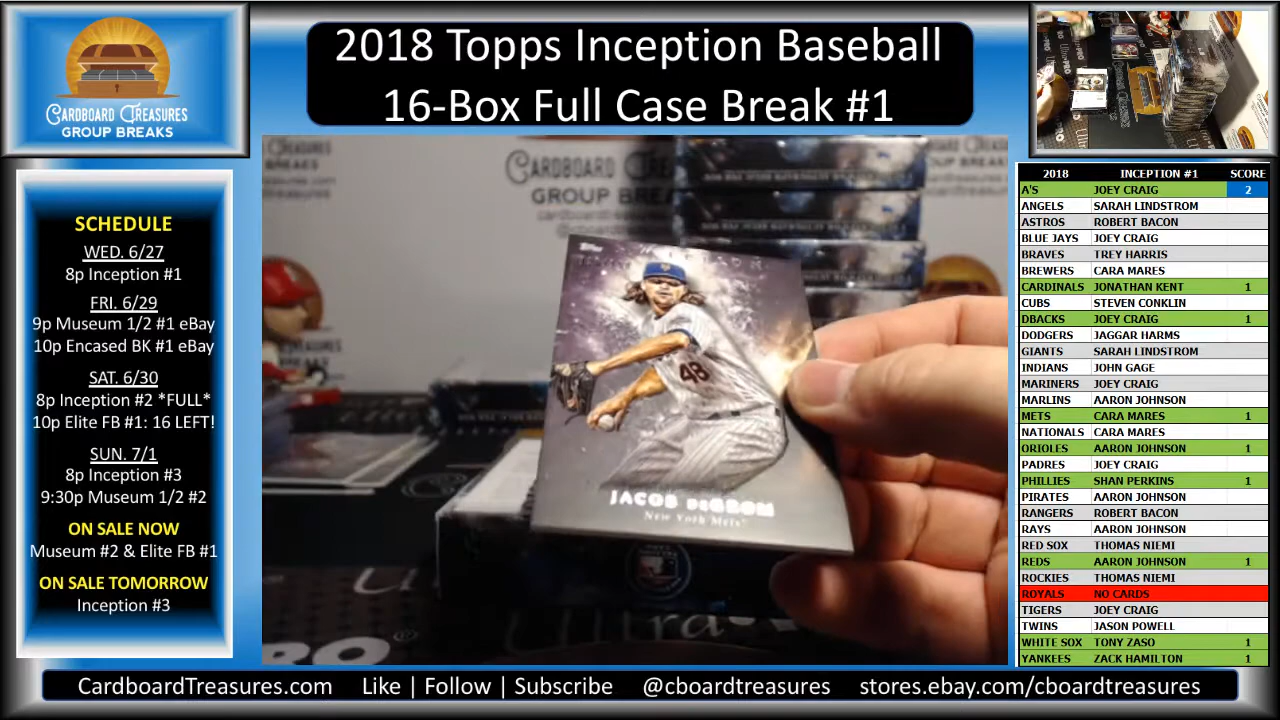 CARDBOARD TREASURES
GROUP BREAKS
2018 Topps Inception Baseball
16-Box Full Case Break #1
SCHEDULE
WED. 6/27
8p Inception #1
FRI. 6/29
9p Museum 1/2 #1 eBay
10p Encased BK #1 eBay
SAT. 6/30
8p Inception #2 *FULL*
10p Elite FB #1: 16 LEFT!
SUN. 7/1
8p Inception #3
9:30p Museum 1/2 #2
ON SALE NOW
Museum #2 & Elite FB #1
ON SALE TOMORROW
Inception #3
CARDBOARD TREASURES
GROUP BREAKS
topps
48
JACOB DEGROM
New York Mets
Ultra
PRO
2018 INCEPTION #1 SCORE
A'S JOEY CRAIG 2
ANGELS SARAH LINDSTROM
ASTROS ROBERT BACON
BLUE JAYS JOEY CRAIG
BRAVES TREY HARRIS
BREWERS CARA MARES
CARDINALS JONATHAN KENT 1
CUBS STEVEN CONKLIN
DBACKS JOEY CRAIG 1
DODGERS JAGGAR HARMS
GIANTS SARAH LINDSTROM
INDIANS JOHN GAGE
MARINERS JOEY CRAIG
MARLINS AARON JOHNSON
METS CARA MARES 1
NATIONALS CARA MARES
ORIOLES AARON JOHNSON 1
PADRES JOEY CRAIG
PHILLIES SHAN PERKINS 1
PIRATES AARON JOHNSON
RANGERS ROBERT BACON
RAYS AARON JOHNSON
RED SOX THOMAS NIEMI
REDS AARON JOHNSON 1
ROCKIES THOMAS NIEMI
ROYALS NO CARDS
TIGERS JOEY CRAIG
TWINS JASON POWELL
WHITE SOX TONY ZASO 1
YANKEES ZACK HAMILTON 1
CardboardTreasures.com Like | Follow | Subscribe @cboardtreasures stores.ebay.com/cboardtreasures